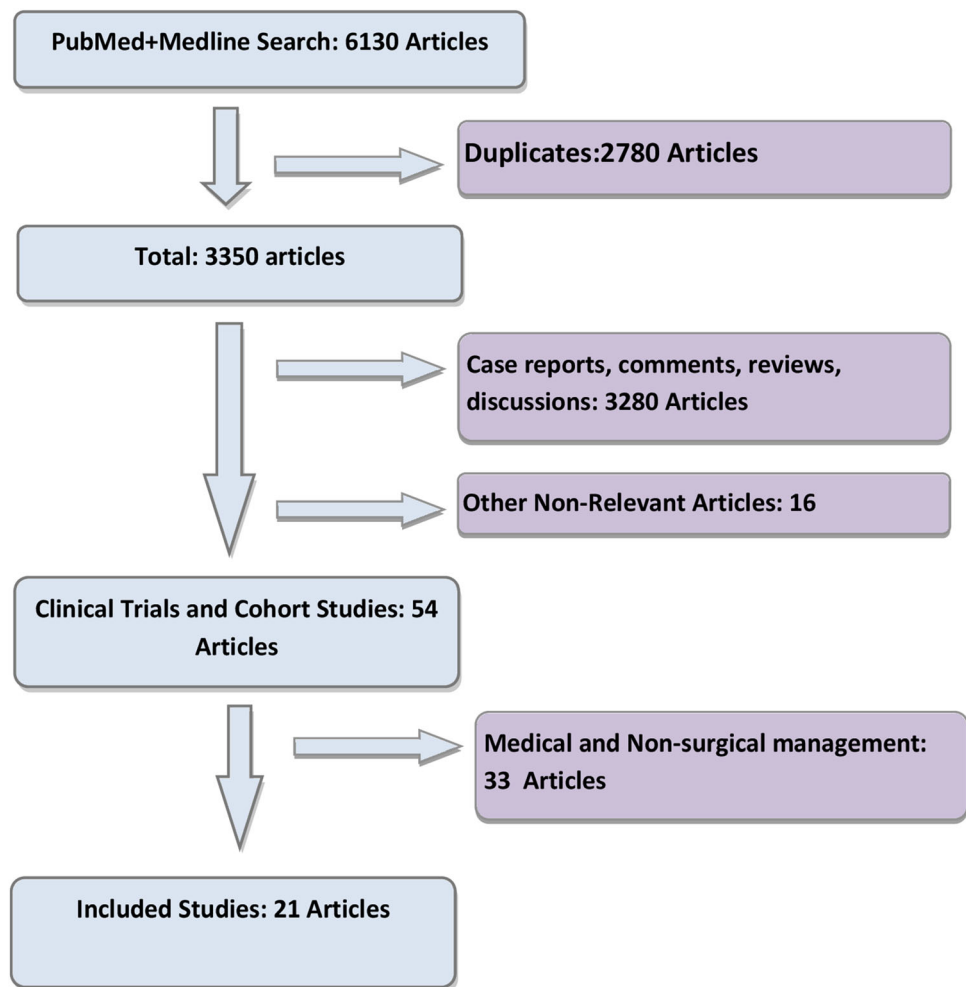 PubMed+Medline Search: 6130 Articles
Duplicates:2780 Articles
Total: 3350 articles
Case reports, comments, reviews,
discussions: 3280 Articles
Other Non-Relevant Articles: 16
Clinical Trials and Cohort Studies: 54
Articles
Medical and Non-surgical management:
33 Articles
Included Studies: 21 Articles